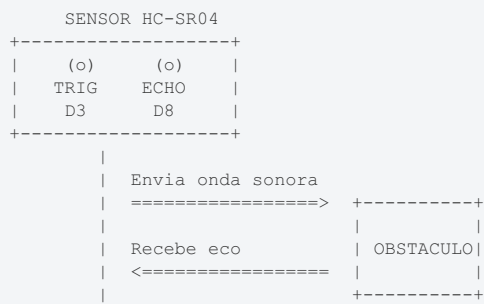 SENSOR HC-SR04
(o) (o)
TRIG ECHO
D3 D8
Envia onda sonora
Recebe eco
OBSTACULO